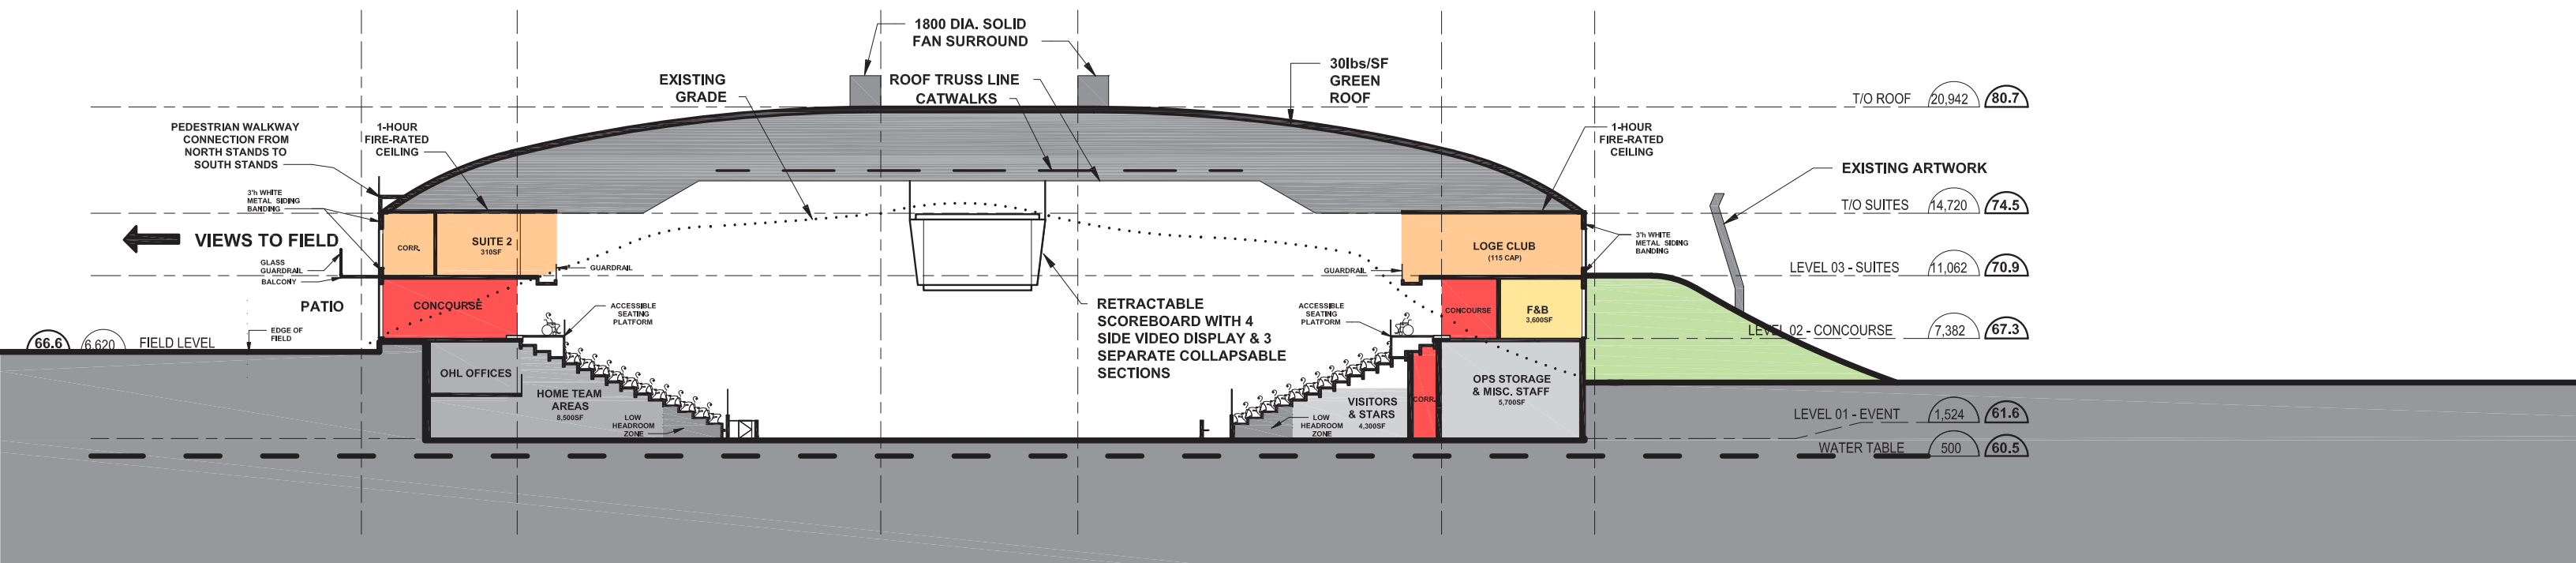 1800 DIA. SOLID
FAN SURROUND
EXISTING
GRADE
ROOF TRUSS LINE
CATWALKS
30lbs/SF
GREEN
ROOF
T/O ROOF 20,942 80.7
PEDESTRIAN WALKWAY
CONNECTION FROM
NORTH STANDS TO
SOUTH STANDS
1-HOUR
FIRE-RATED
CEILING
1-HOUR
FIRE-RATED
CEILING
EXISTING ARTWORK
3'h WHITE
METAL SIDING
BANDING
T/O SUITES 14,720 74.5
VIEWS TO FIELD
CORR.
SUITE 2
310SF
LOGE CLUB
(115 CAP)
3'h WHITE
METAL SIDING
BANDING
GLASS
GUARDRAIL
BALCONY
GUARDRAIL
GUARDRAIL
LEVEL 03 - SUITES 11,062 70.9
PATIO
CONCOURSE
ACCESSIBLE
SEATING
PLATFORM
RETRACTABLE
SCOREBOARD WITH 4
SIDE VIDEO DISPLAY & 3
SEPARATE COLLAPSABLE
SECTIONS
ACCESSIBLE
SEATING
PLATFORM
CONCOURSE
F&B
3,600SF
LEVEL 02 - CONCOURSE 7,382 67.3
66.6 6,620 FIELD LEVEL
EDGE OF
FIELD
OHL OFFICES
HOME TEAM
AREAS
8,500SF
LOW
HEADROOM
ZONE
LOW
HEADROOM
ZONE
VISITORS
& STARS
4,300SF
CORR.
OPS STORAGE
& MISC. STAFF
5,700SF
LEVEL 01 - EVENT 1,524 61.6
WATER TABLE 500 60.5